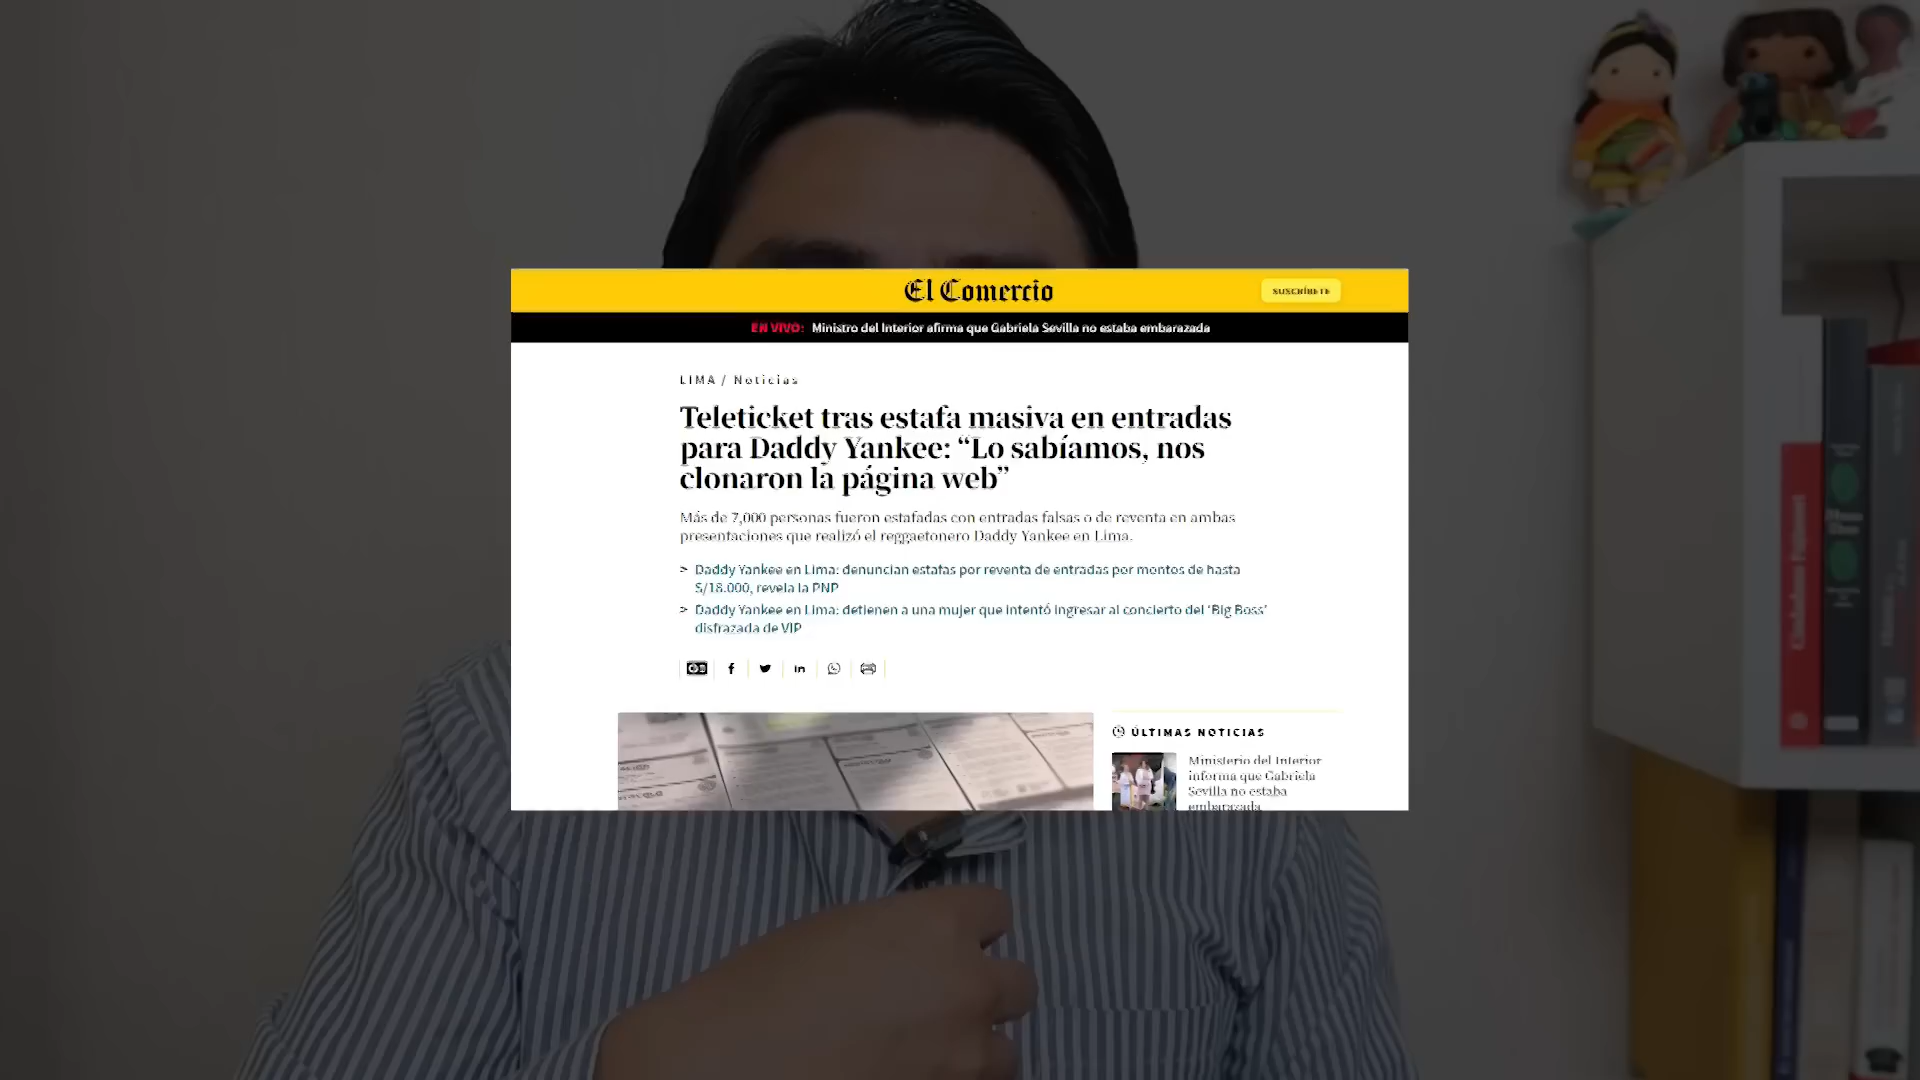 El Comercio
SUSCRÍBETE
EN VIVO: Ministro del Interior afirma que Gabriela Sevilla no estaba embarazada
LIMA / Noticias
Teleticket tras estafa masiva en entradas
para Daddy Yankee: “Lo sabíamos, nos
clonaron la página web”
Más de 7,000 personas fueron estafadas con entradas falsas o de reventa en ambas
presentaciones que realizó el reggaetonero Daddy Yankee en Lima.
> Daddy Yankee en Lima: denuncian estafas por reventa de entradas por montos de hasta
S/18.000, revela la PNP
> Daddy Yankee en Lima: detienen a una mujer que intentó ingresar al concierto del ‘Big Boss’
disfrazada de VIP
ÚLTIMAS NOTICIAS
Ministerio del Interior
informa que Gabriela
Sevilla no estaba
embarazada